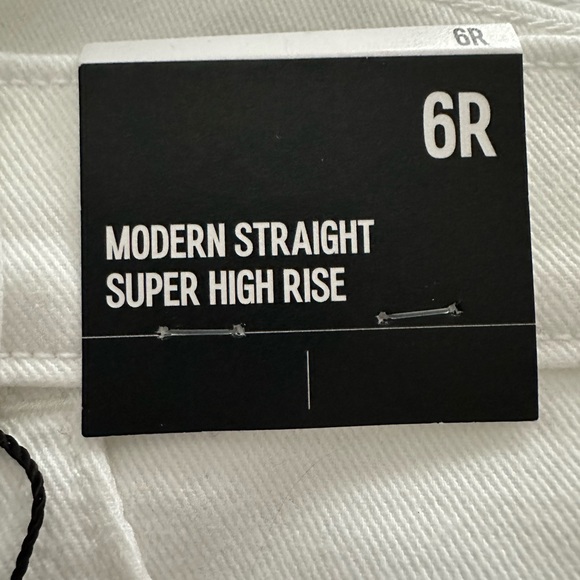 6R
6R
MODERN STRAIGHT
SUPER HIGH RISE